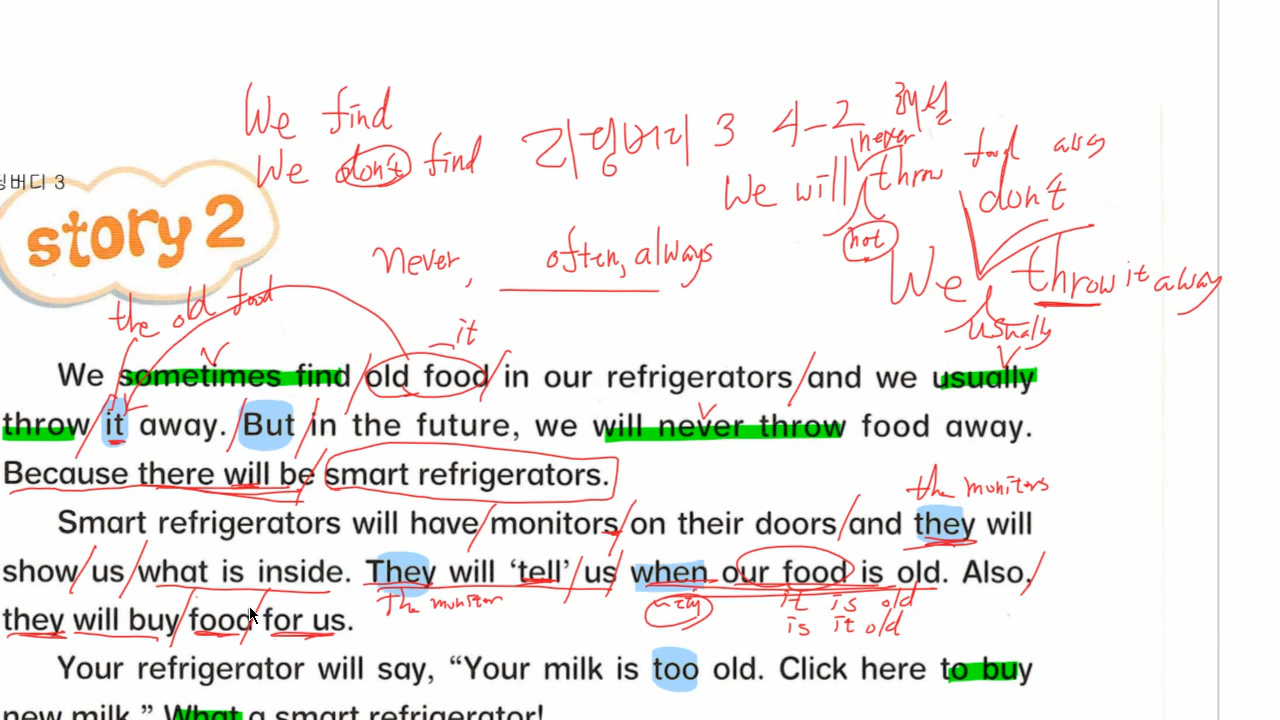 We find
We don't find
리딩버디 3 4-2 해설
never
We will throw food away
not
don't
We throw it away
usually
딩버디 3
story 2
never, often, always
the old food
it
We sometimes find old food in our refrigerators and we usually
throw it away. But in the future, we will never throw food away.
Because there will be smart refrigerators.
the monitors
Smart refrigerators will have monitors on their doors and they will
show us what is inside. They will ‘tell’ us when our food is old. Also,
The monitor
it is old
is it old
they will buy food for us.
Your refrigerator will say, “Your milk is too old. Click here to buy
new milk.” What a smart refrigerator!